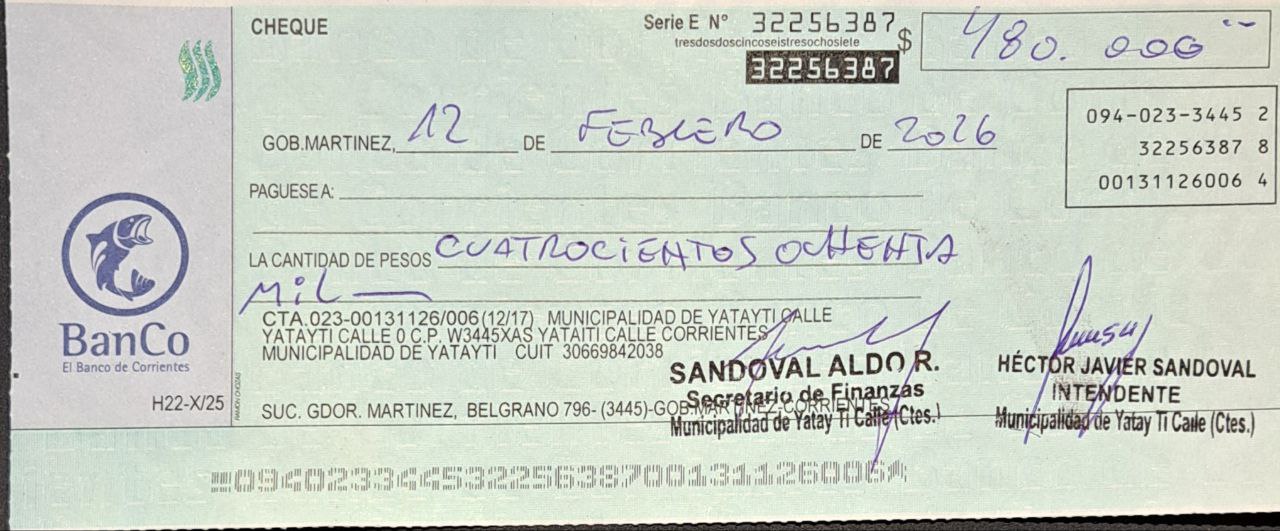 CHEQUE
Serie E Nº 32256387
tresdosdoscincoseistresochosiete
32256387
$ 480.000
GOB.MARTINEZ, 12 DE FEBRERO DE 2026
094-023-3445 2
32256387 8
00131126006 4
PAGUESE A:
LA CANTIDAD DE PESOS CUATROCIENTOS OCHENTA
MIL
CTA.023-00131126/006 (12/17) MUNICIPALIDAD DE YATAYTI CALLE
YATAYTI CALLE 0 C.P. W3445XAS YATAITI CALLE CORRIENTES
MUNICIPALIDAD DE YATAYTI CUIT 30669842038
SANDOVAL ALDO R.
Secretario de Finanzas
Municipalidad de Yatay Ti Calle (Ctes.)
HÉCTOR JAVIER SANDOVAL
INTENDENTE
Municipalidad de Yatay Ti Calle (Ctes.)
SUC. GDOR. MARTINEZ, BELGRANO 796- (3445)-GOB.MARTINEZ-CORRIENTES
BanCo
El Banco de Corrientes
H22-X/25
RAMON CHOZAS
094023344532256387001311260064